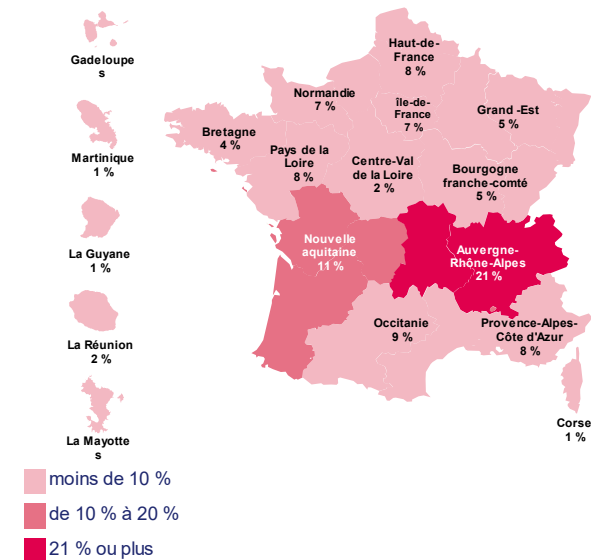 Gadeloupe
s
Martinique
1 %
La Guyane
1 %
La Réunion
2 %
La Mayotte
s
Haut-de-
France
8 %
Normandie
7 %
île-de-
France
7 %
Grand -Est
5 %
Bretagne
4 %
Pays de la
Loire
8 %
Centre-Val
de la Loire
2 %
Bourgogne
franche-comté
5 %
Nouvelle
aquitaine
11 %
Auvergne-
Rhône-Alpes
21 %
Occitanie
9 %
Provence-Alpes-
Côte d'Azur
8 %
Corse
1 %
moins de 10 %
de 10 % à 20 %
21 % ou plus